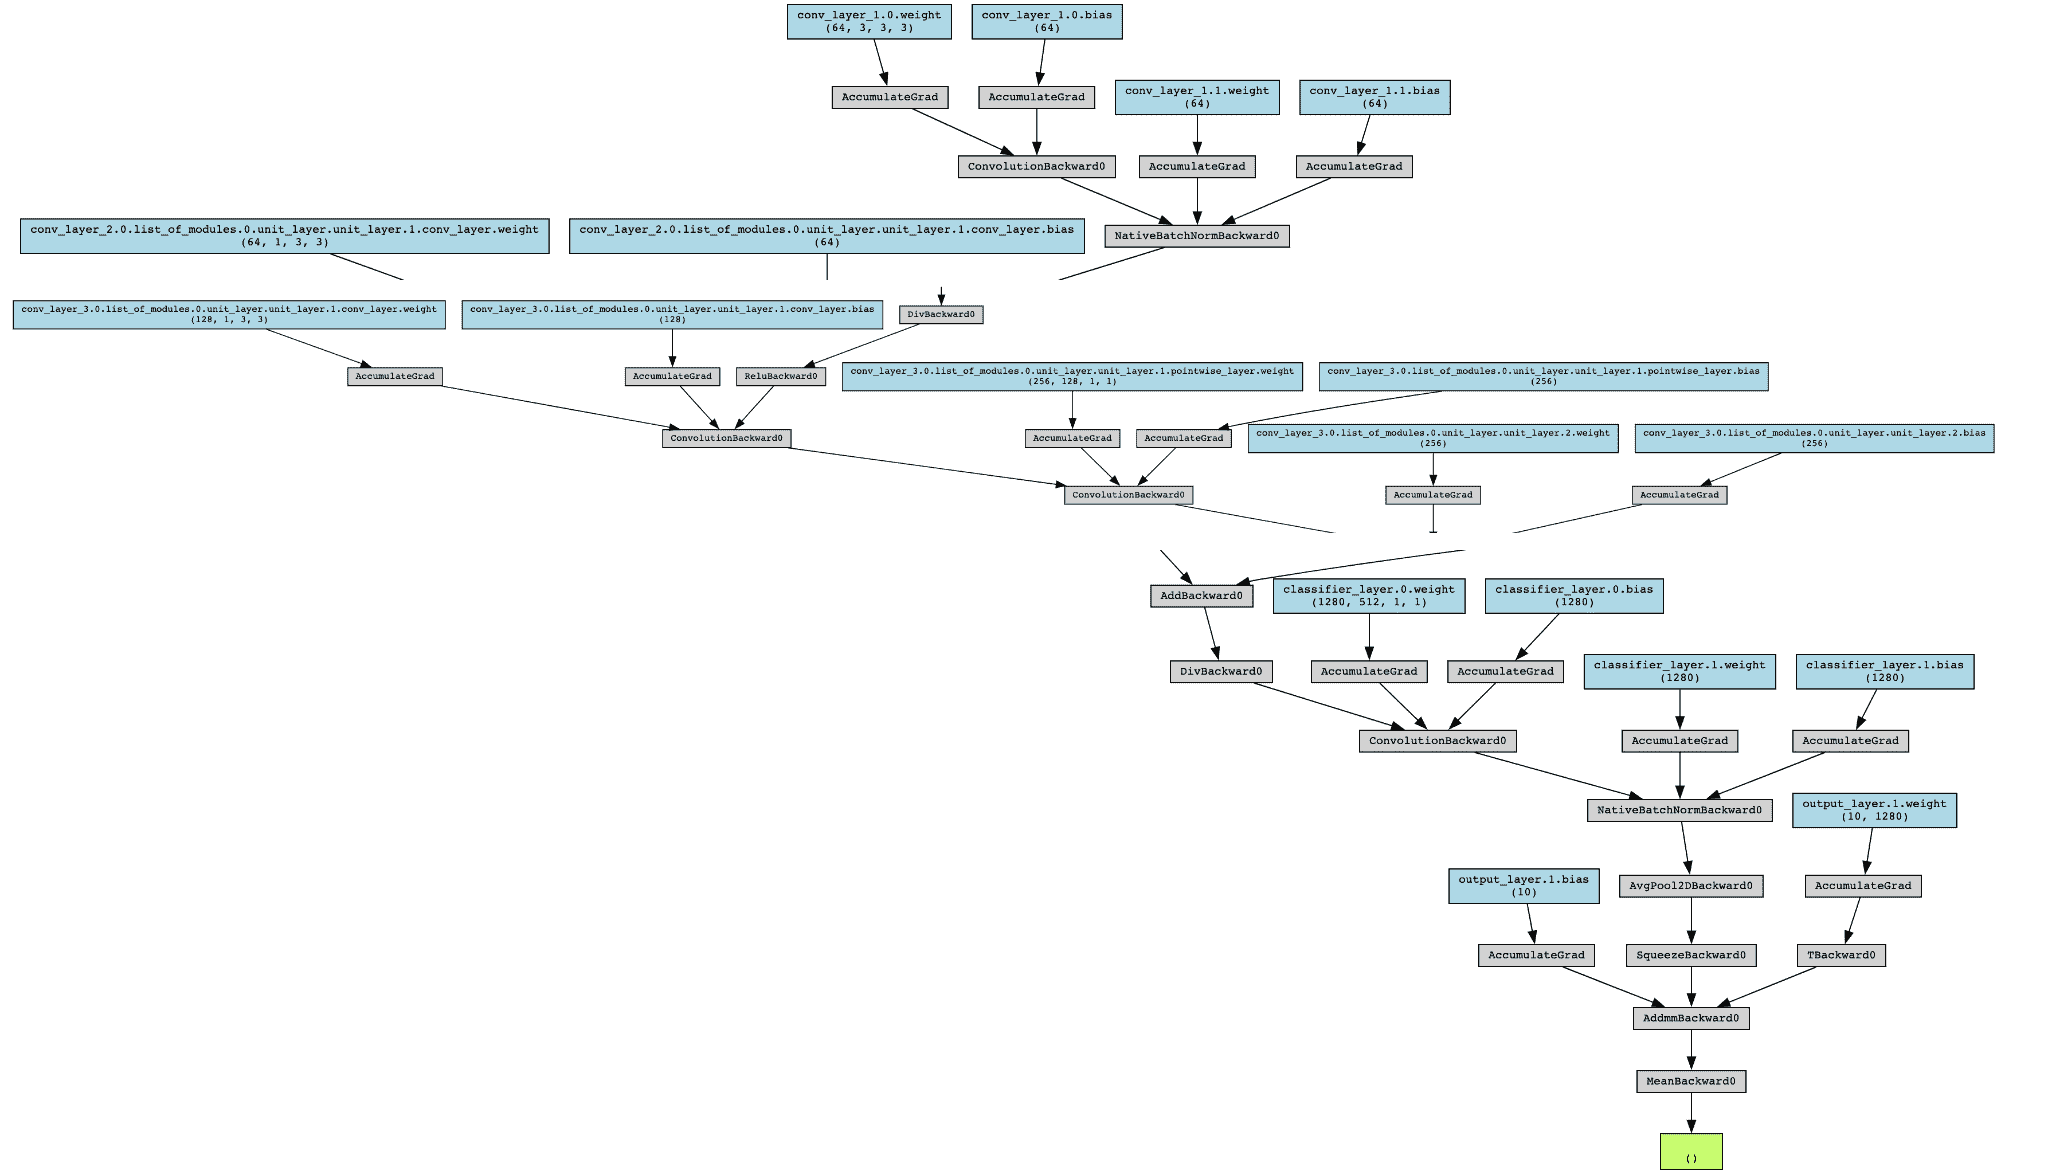 conv_layer_1.0.weight
(64, 3, 3, 3)
conv_layer_1.0.bias
(64)
AccumulateGrad
AccumulateGrad
conv_layer_1.1.weight
(64)
conv_layer_1.1.bias
(64)
ConvolutionBackward0
AccumulateGrad
AccumulateGrad
conv_layer_2.0.list_of_modules.0.unit_layer.unit_layer.1.conv_layer.weight
(64, 1, 3, 3)
conv_layer_2.0.list_of_modules.0.unit_layer.unit_layer.1.conv_layer.bias
(64)
NativeBatchNormBackward0
conv_layer_3.0.list_of_modules.0.unit_layer.unit_layer.1.conv_layer.weight
(128, 1, 3, 3)
conv_layer_3.0.list_of_modules.0.unit_layer.unit_layer.1.conv_layer.bias
(128)
DivBackward0
AccumulateGrad
AccumulateGrad
ReluBackward0
conv_layer_3.0.list_of_modules.0.unit_layer.unit_layer.1.pointwise_layer.weight
(256, 128, 1, 1)
conv_layer_3.0.list_of_modules.0.unit_layer.unit_layer.1.pointwise_layer.bias
(256)
ConvolutionBackward0
AccumulateGrad
AccumulateGrad
conv_layer_3.0.list_of_modules.0.unit_layer.unit_layer.2.weight
(256)
conv_layer_3.0.list_of_modules.0.unit_layer.unit_layer.2.bias
(256)
ConvolutionBackward0
AccumulateGrad
AccumulateGrad
AddBackward0
classifier_layer.0.weight
(1280, 512, 1, 1)
classifier_layer.0.bias
(1280)
DivBackward0
AccumulateGrad
AccumulateGrad
classifier_layer.1.weight
(1280)
classifier_layer.1.bias
(1280)
ConvolutionBackward0
AccumulateGrad
AccumulateGrad
NativeBatchNormBackward0
output_layer.1.weight
(10, 1280)
output_layer.1.bias
(10)
AvgPool2DBackward0
AccumulateGrad
AccumulateGrad
SqueezeBackward0
TBackward0
AddmmBackward0
MeanBackward0
()